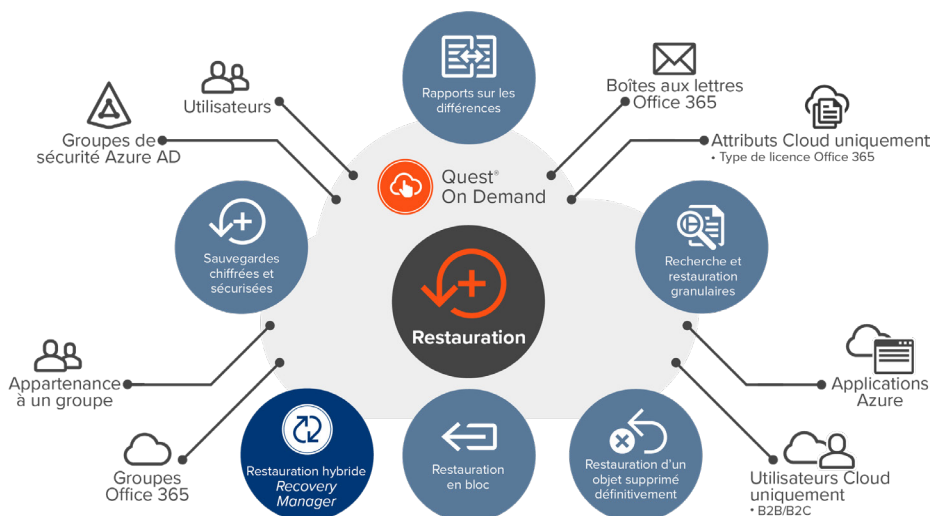 Rapports sur les
différences
Utilisateurs
Boîtes aux lettres
Office 365
Groupes de
sécurité Azure AD
Attributs Cloud uniquement
• Type de licence Office 365
Quest®
On Demand
Sauvegardes
chiffrées et
sécurisées
Recherche et
restauration
granulaires
Restauration
Appartenance
à un groupe
Applications
Azure
Groupes
Office 365
Restauration hybride
Recovery
Manager
Restauration
en bloc
Restauration d'un
objet supprimé
définitivement
Utilisateurs Cloud
uniquement
• B2B/B2C